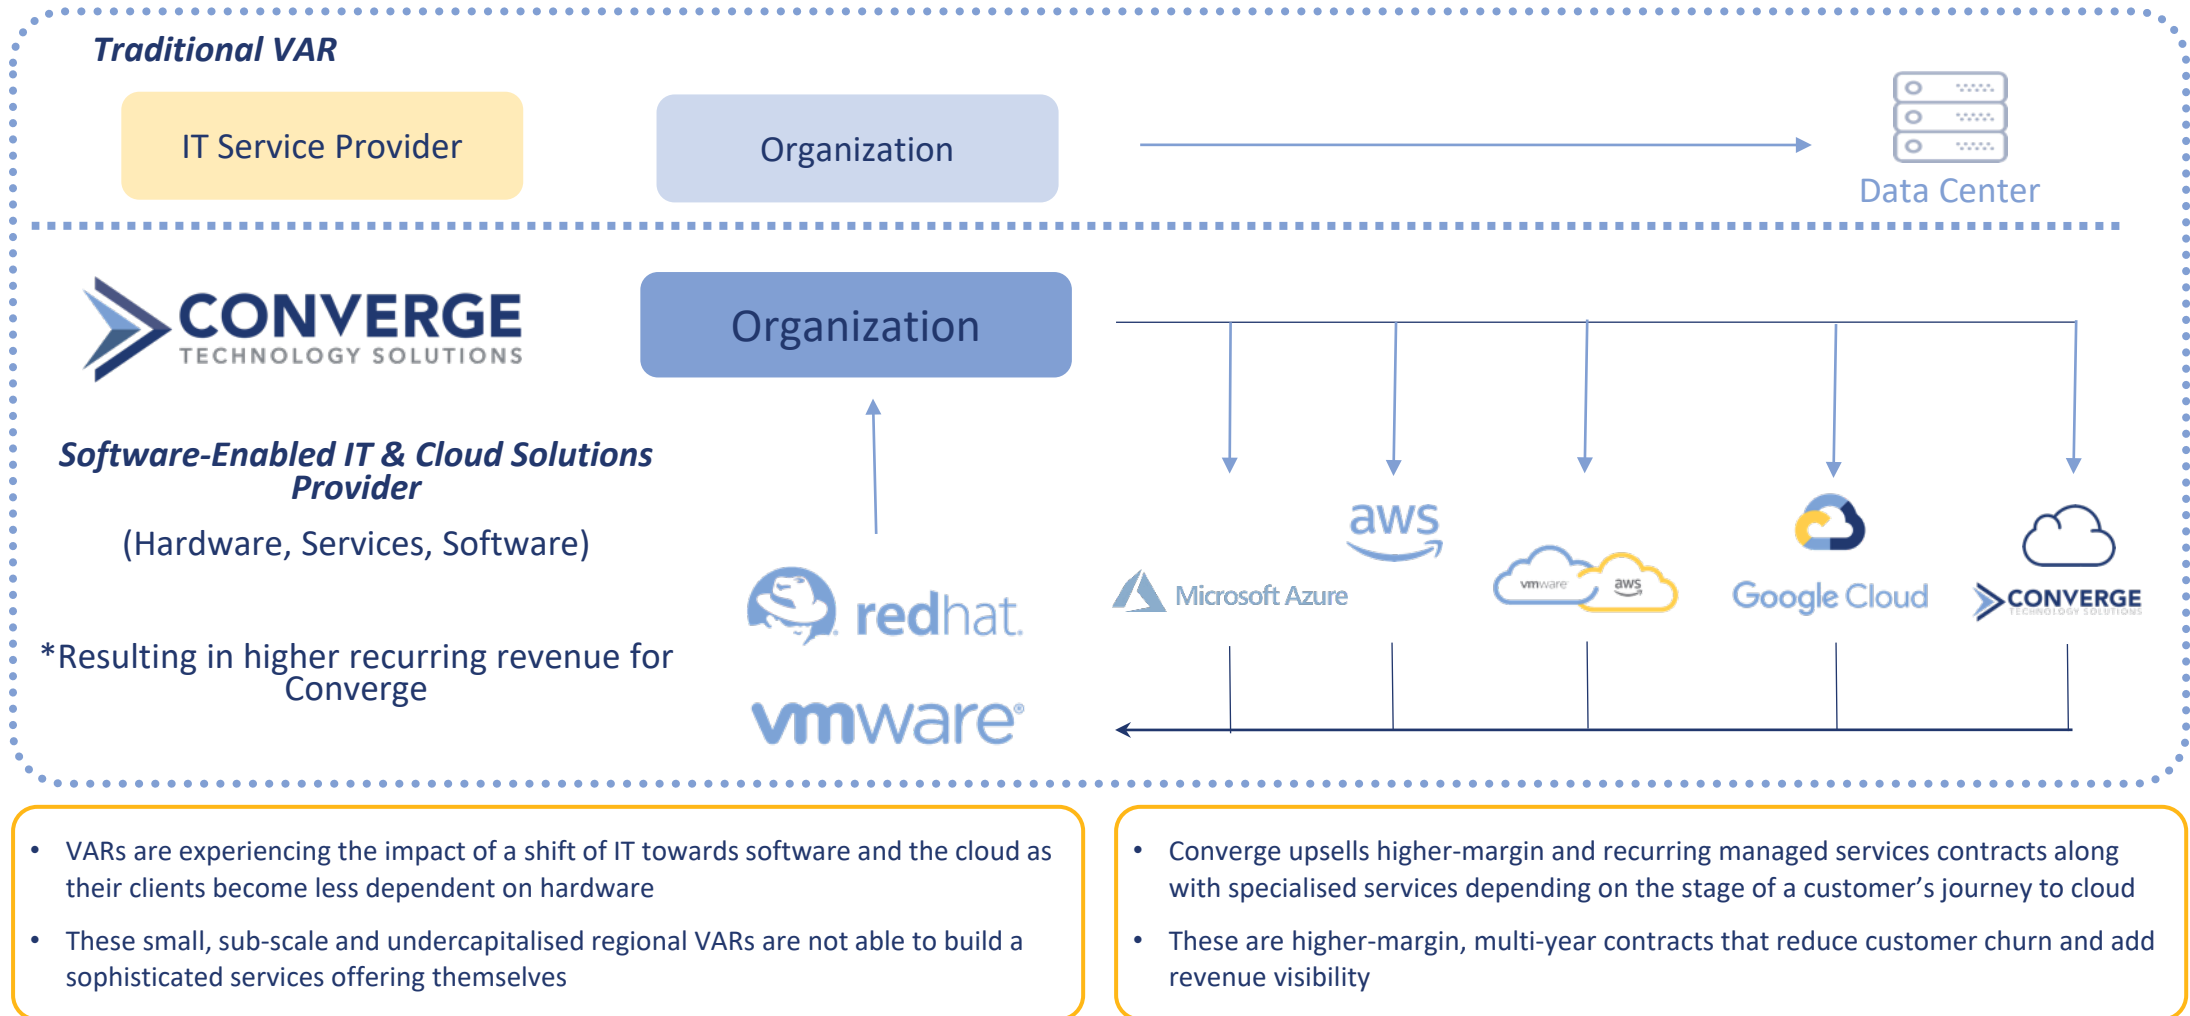 Traditional VAR
IT Service Provider
Organization
Data Center
CONVERGE
TECHNOLOGY SOLUTIONS
Organization
Software-Enabled IT & Cloud Solutions
Provider
(Hardware, Services, Software)
*Resulting in higher recurring revenue for
Converge
redhat.
vmware®
Microsoft Azure
aws
vmware
aws
Google Cloud
CONVERGE
TECHNOLOGY SOLUTIONS
• VARs are experiencing the impact of a shift of IT towards software and the cloud as
their clients become less dependent on hardware
• These small, sub-scale and undercapitalised regional VARs are not able to build a
sophisticated services offering themselves
• Converge upsells higher-margin and recurring managed services contracts along
with specialised services depending on the stage of a customer’s journey to cloud
• These are higher-margin, multi-year contracts that reduce customer churn and add
revenue visibility